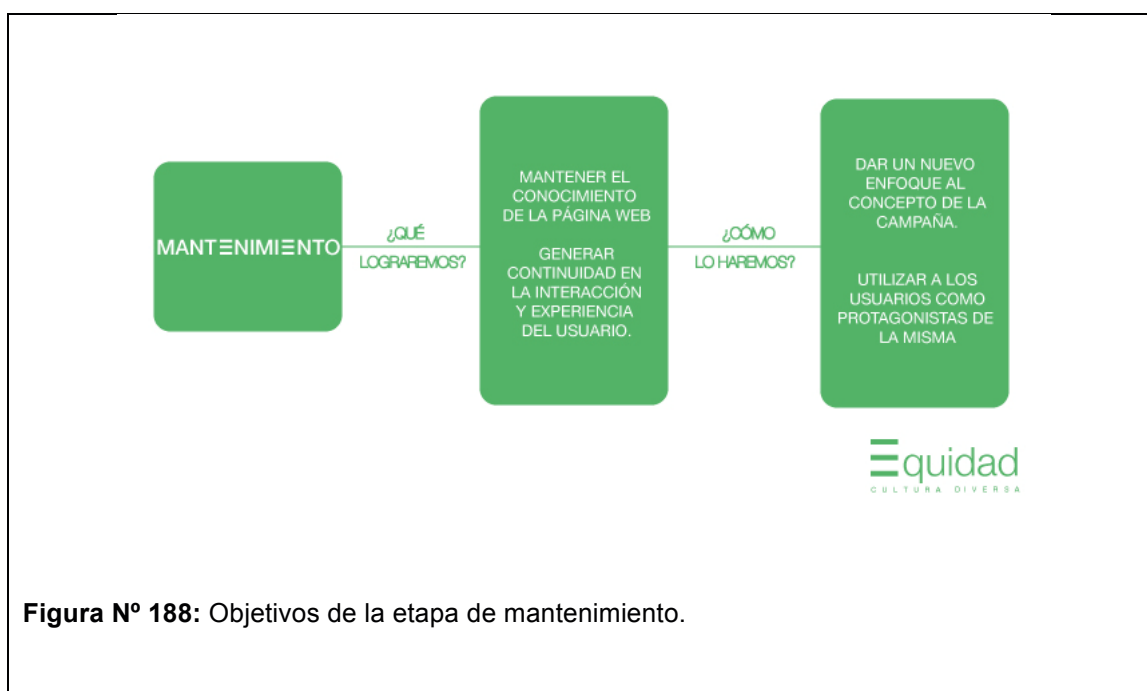 MANTENIMIENTO
¿QUÉ
LOGRAREMOS?
MANTENER EL
CONOCIMIENTO
DE LA PÁGINA WEB
GENERAR
CONTINUIDAD EN
LA INTERACCIÓN
Y EXPERIENCIA
DEL USUARIO.
¿CÓMO
LO HAREMOS?
DAR UN NUEVO
ENFOQUE AL
CONCEPTO DE LA
CAMPAÑA.
UTILIZAR A LOS
USUARIOS COMO
PROTAGONISTAS DE
LA MISMA
Equidad
CULTURA DIVERSA
Figura Nº 188: Objetivos de la etapa de mantenimiento.